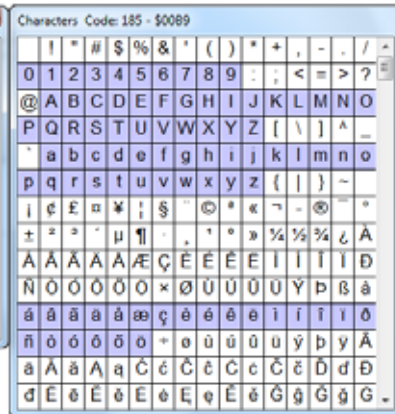 Characters Code: 185 - $00B9
! " # $ % & ' ( ) * + , - . /
0 1 2 3 4 5 6 7 8 9 : ; < = > ?
@ A B C D E F G H I J K L M N O
P Q R S T U V W X Y Z [ \ ] ^ _
` a b c d e f g h i j k l m n o
p q r s t u v w x y z { | } ~
¡ ¢ £ ¤ ¥ ¦ § ¨ © ª « ¬ - ® ¯ °
± ² ³ ´ µ ¶ · ¸ ¹ º » ¼ ½ ¾ ¿ À
Á Â Ã Ä Å Æ Ç È É Ê Ë Ì Í Î Ï Ð
Ñ Ò Ó Ô Õ Ö × Ø Ù Ú Û Ü Ý Þ ß à
á â ã ä å æ ç è é ê ë ì í î ï ð
ñ ò ó ô õ ö ÷ ø ù ú û ü ý þ ÿ Ā
ā Ă ă Ą ą Ć ć Ĉ ĉ Ċ ċ Č č Ď ď Đ
đ Ē ē Ĕ ĕ Ė ė Ę ę Ě ě Ĝ ĝ Ğ ğ Ġ